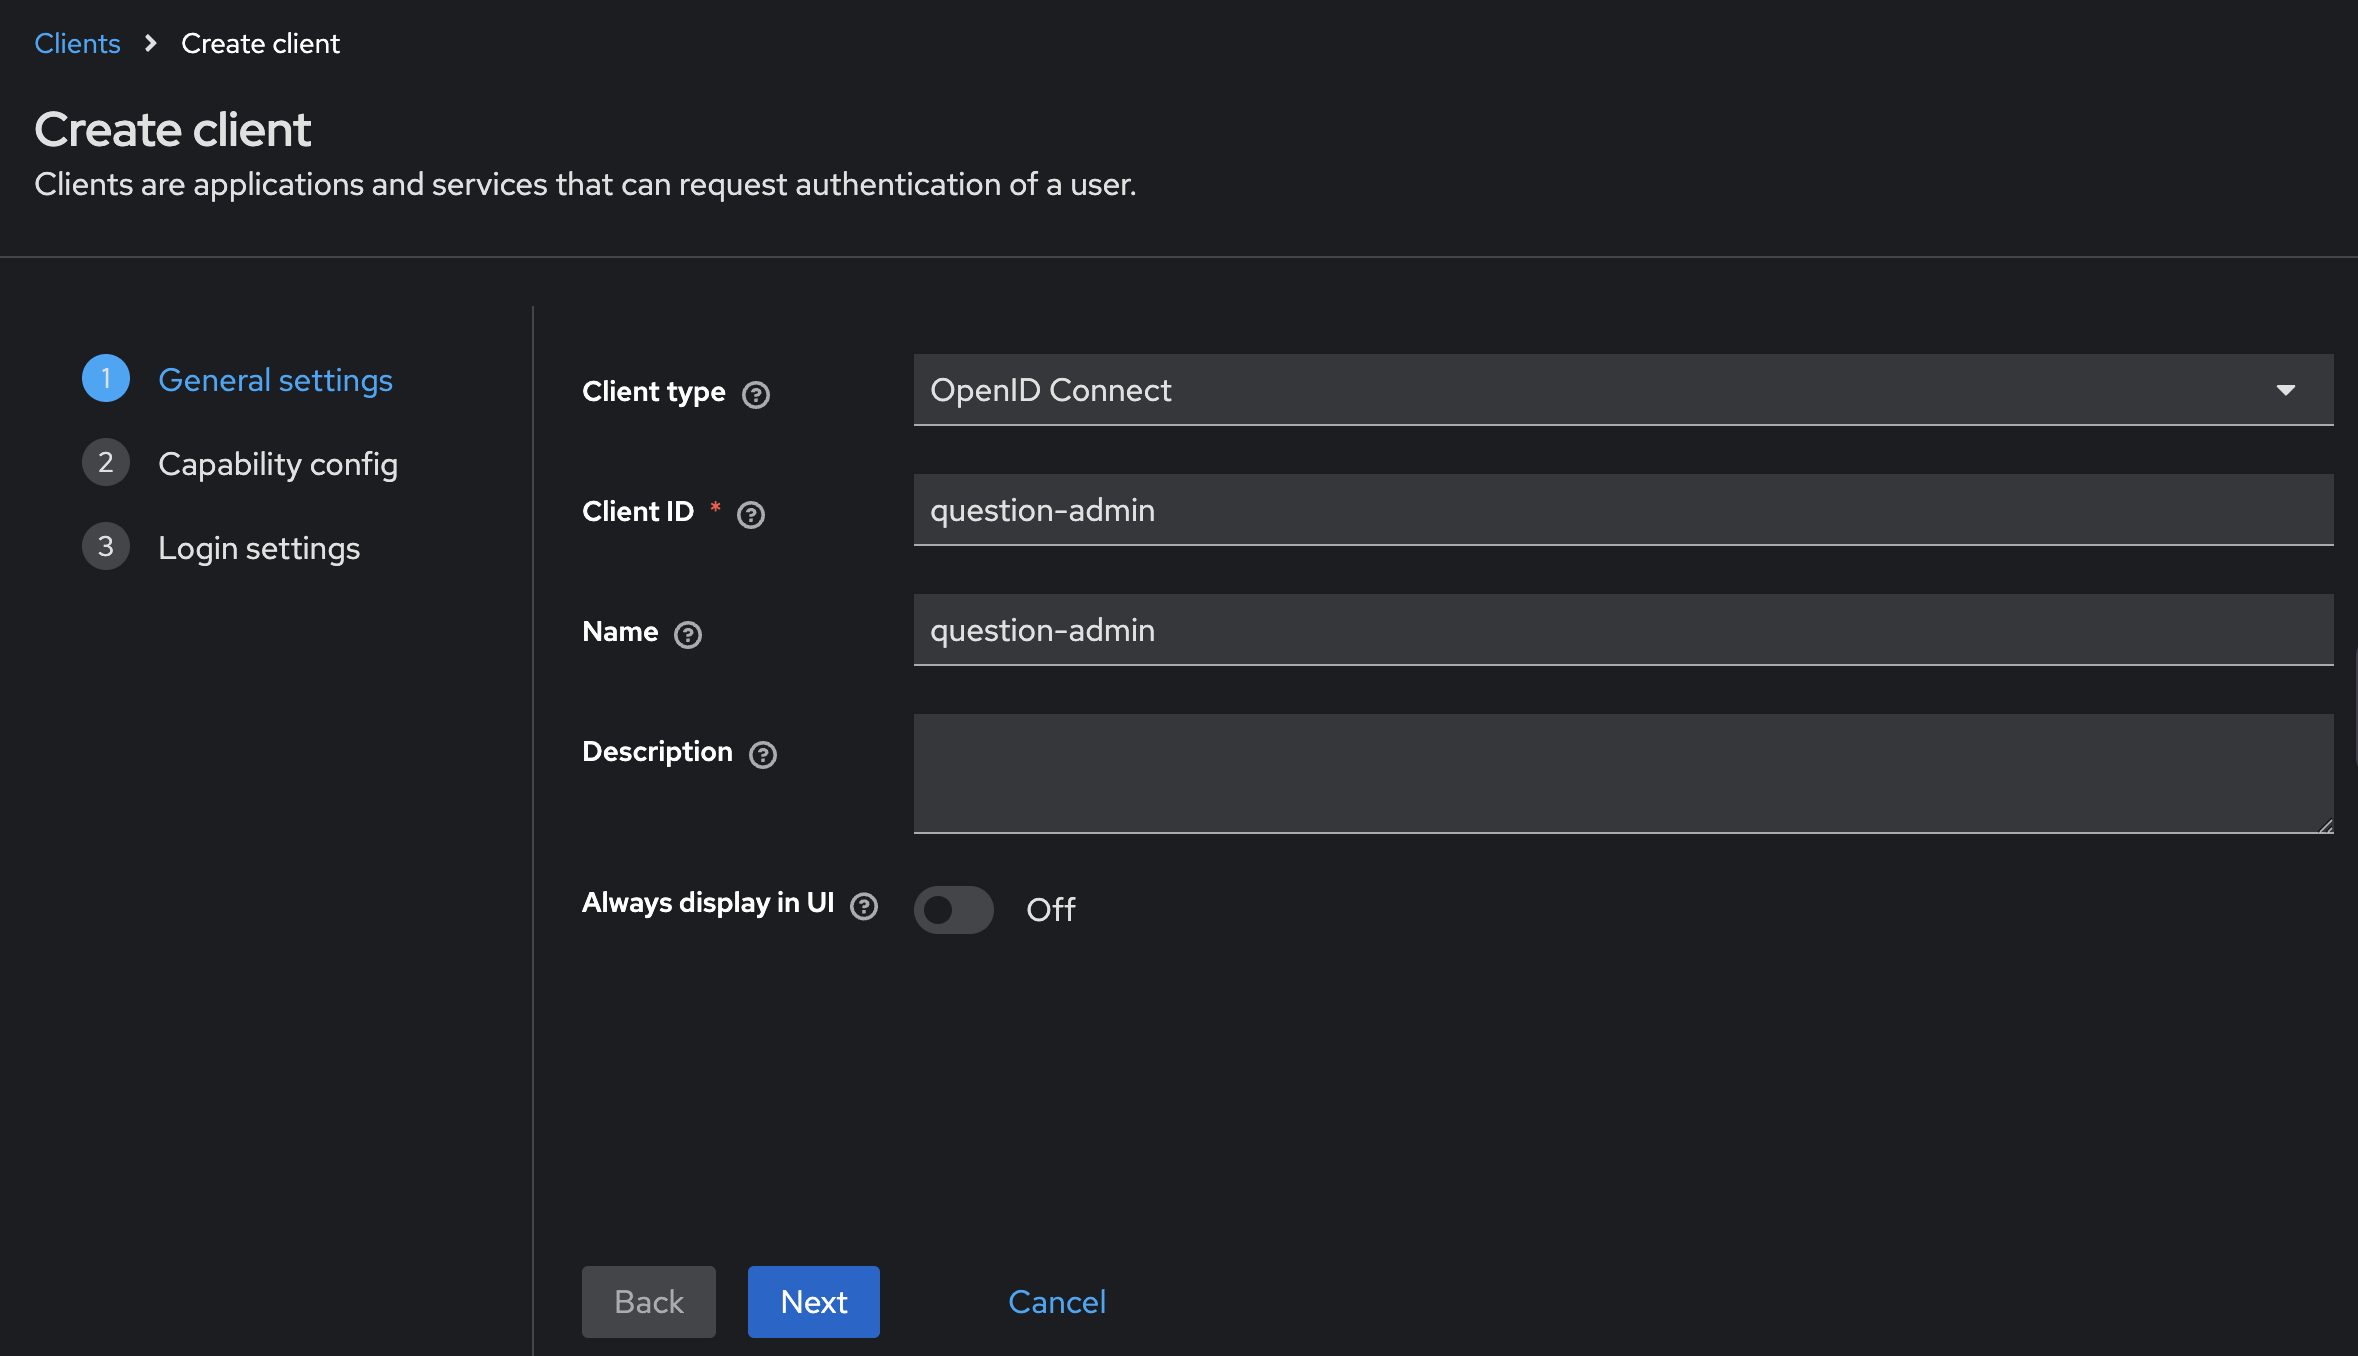 Clients > Create client
Create client
Clients are applications and services that can request authentication of a user.
1 General settings
2 Capability config
3 Login settings
Client type ? OpenID Connect
Client ID * ? question-admin
Name ? question-admin
Description ?
Always display in UI ? Off
Back Next Cancel